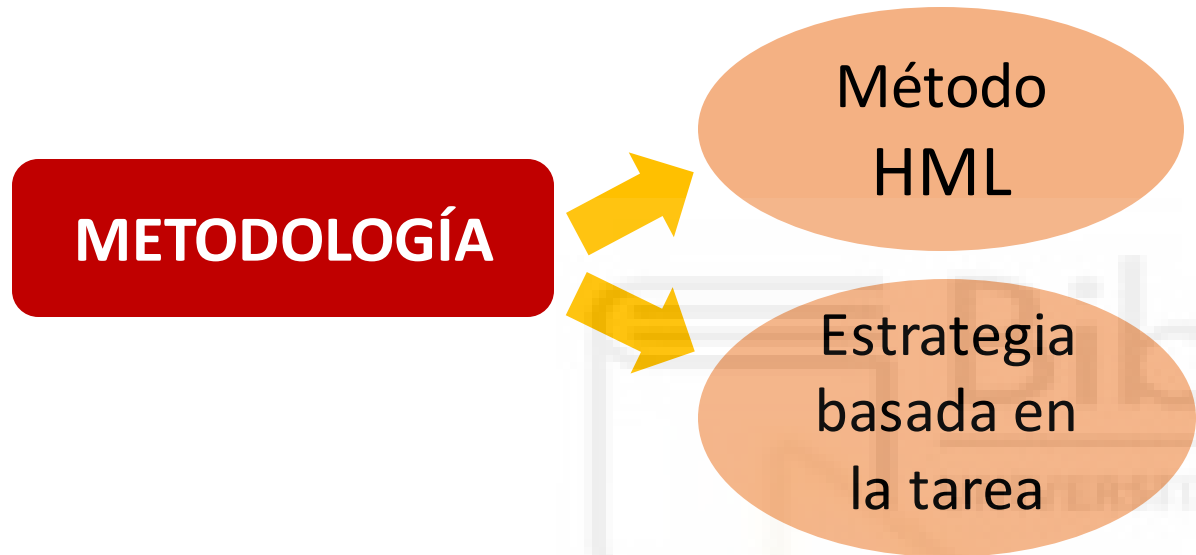 METODOLOGÍA
Método
HML
Estrategia
basada en
la tarea